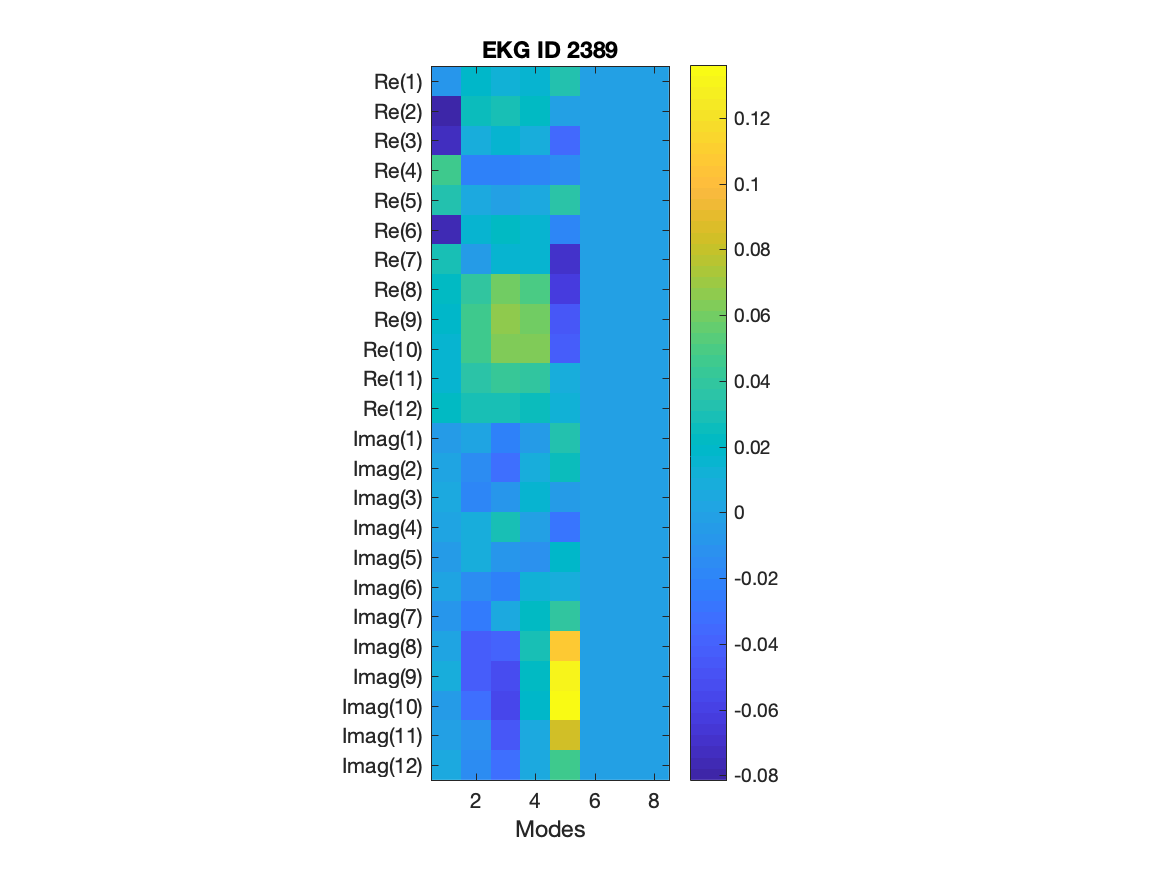 EKG ID 2389
Re(1)
Re(2)
Re(3)
Re(4)
Re(5)
Re(6)
Re(7)
Re(8)
Re(9)
Re(10)
Re(11)
Re(12)
Imag(1)
Imag(2)
Imag(3)
Imag(4)
Imag(5)
Imag(6)
Imag(7)
Imag(8)
Imag(9)
Imag(10)
Imag(11)
Imag(12)
2 4 6 8
Modes
0.12
0.1
0.08
0.06
0.04
0.02
0
-0.02
-0.04
-0.06
-0.08